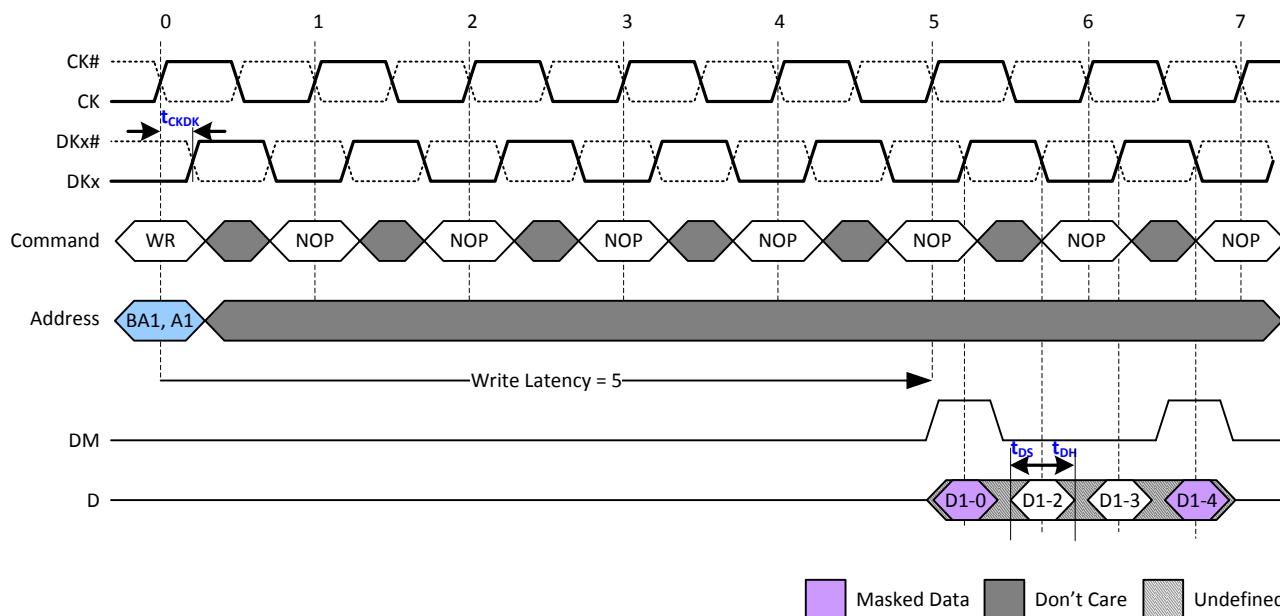 0 1 2 3 4 5 6 7
CK#
CK
tCKDK
DKx#
DKx
Command WR NOP NOP NOP NOP NOP NOP NOP
Address BA1, A1
Write Latency = 5
DM
tDS tDH
D D1-0 D1-2 D1-3 D1-4
Masked Data Don't Care Undefined